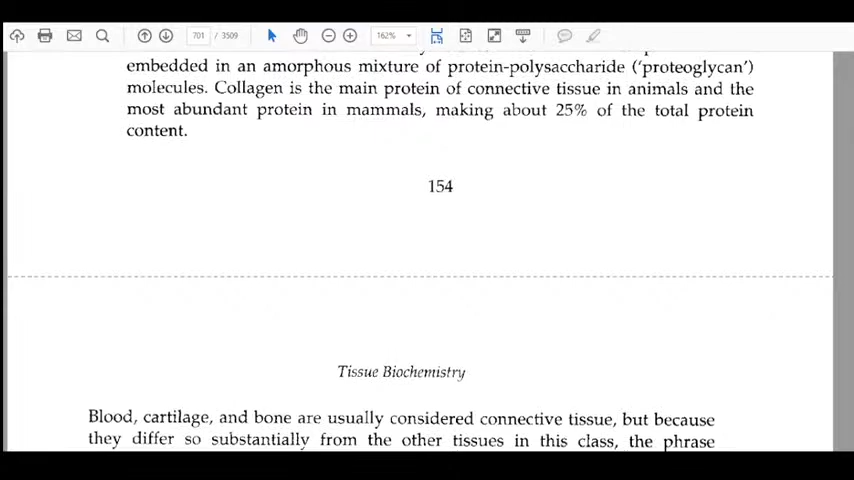 701 / 3509
162%
embedded in an amorphous mixture of protein-polysaccharide ('proteoglycan')
molecules. Collagen is the main protein of connective tissue in animals and the
most abundant protein in mammals, making about 25% of the total protein
content.
154
Tissue Biochemistry
Blood, cartilage, and bone are usually considered connective tissue, but because
they differ so substantially from the other tissues in this class, the phrase